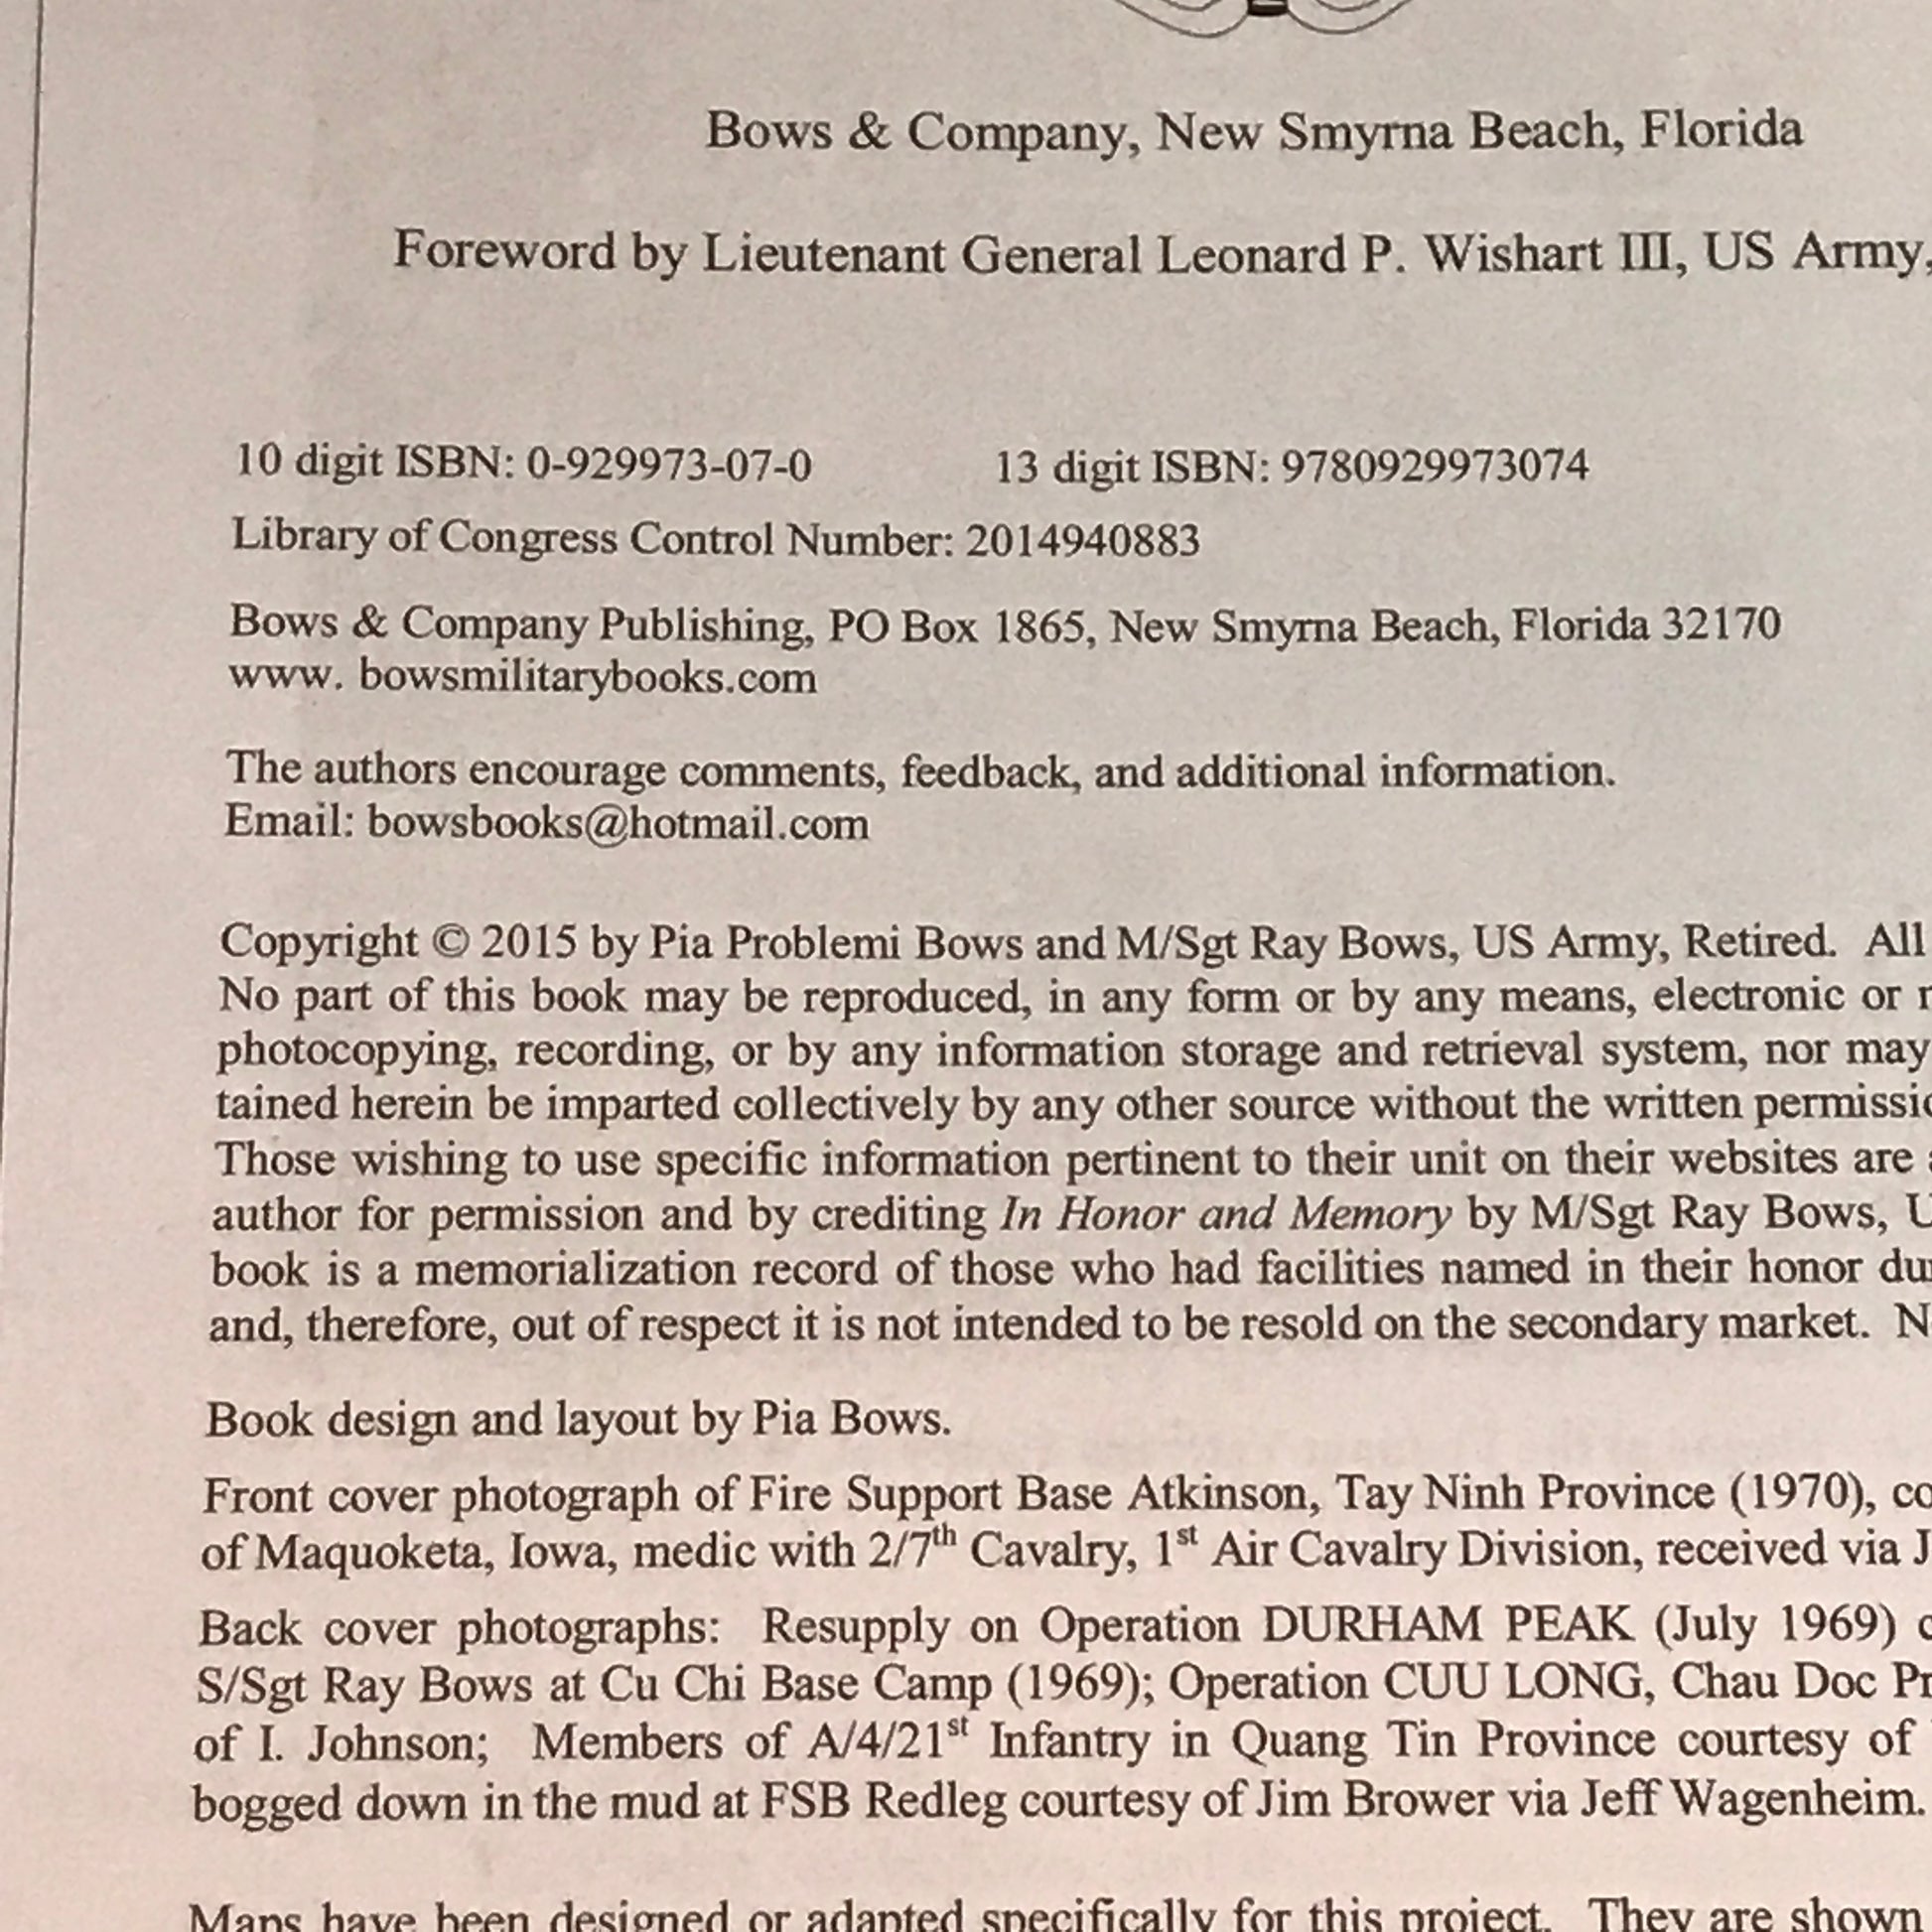 Bows & Company, New Smyrna Beach, Florida
Foreword by Lieutenant General Leonard P. Wishart III, US Army,
10 digit ISBN: 0-929973-07-0 13 digit ISBN: 9780929973074
Library of Congress Control Number: 2014940883
Bows & Company Publishing, PO Box 1865, New Smyrna Beach, Florida 32170
www. bowsmilitarybooks.com
The authors encourage comments, feedback, and additional information.
Email: bowsbooks@hotmail.com
Copyright © 2015 by Pia Problemi Bows and M/Sgt Ray Bows, US Army, Retired. All
No part of this book may be reproduced, in any form or by any means, electronic or
photocopying, recording, or by any information storage and retrieval system, nor may
tained herein be imparted collectively by any other source without the written
Those wishing to use specific information pertinent to their unit on their websites are
author for permission and by crediting In Honor and Memory by M/Sgt Ray Bows,
book is a memorialization record of those who had facilities named in their honor
and, therefore, out of respect it is not intended to be resold on the secondary market.
Book design and layout by Pia Bows.
Front cover photograph of Fire Support Base Atkinson, Tay Ninh Province (1970),
of Maquoketa, Iowa, medic with 2/7th Cavalry, 1st Air Cavalry Division, received via
Back cover photographs: Resupply on Operation DURHAM PEAK (July 1969)
S/Sgt Ray Bows at Cu Chi Base Camp (1969); Operation CUU LONG, Chau Doc
of I. Johnson; Members of A/4/21st Infantry in Quang Tin Province courtesy of
bogged down in the mud at FSB Redleg courtesy of Jim Brower via Jeff Wagenheim.
Maps have been designed or adapted specifically for this project. They are shown